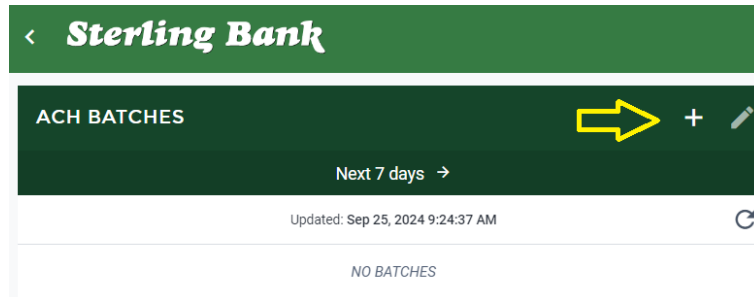 Sterling Bank
ACH BATCHES
Next 7 days →
Updated: Sep 25, 2024 9:24:37 AM
NO BATCHES